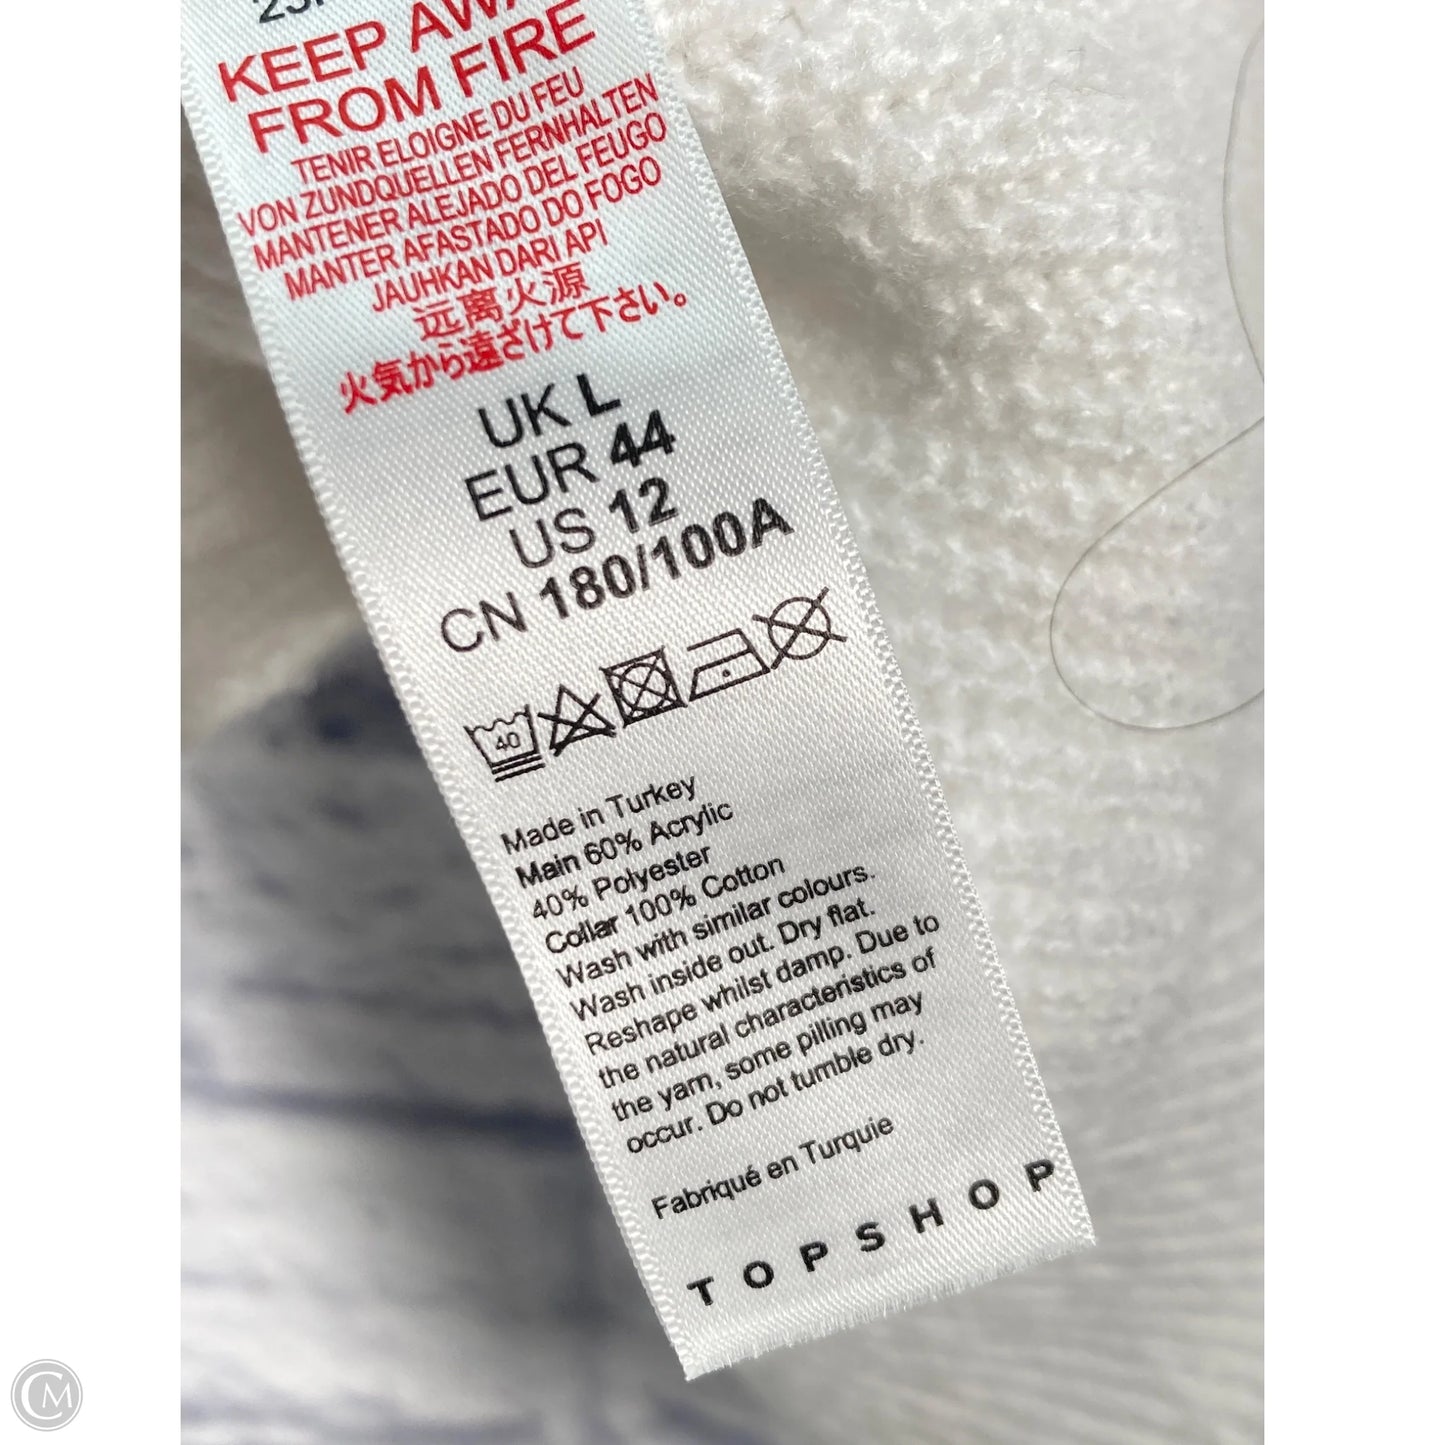 KEEP AWAY
FROM FIRE
TENIR ELOIGNE DU FEU
VON ZUNDQUELLEN FERNHALTEN
MANTENER ALEJADO DEL FEUGO
MANTER AFASTADO DO FOGO
JAUHKAN DARI API
远离火源
火気から遠ざけて下さい。
UK L
EUR 44
US 12
CN 180/100A
40
Made in Turkey
Main 60% Acrylic
40% Polyester
Collar 100% Cotton
Wash with similar colours.
Wash inside out. Dry flat.
Reshape whilst damp. Due to
the natural characteristics of
the yarn, some pilling may
occur. Do not tumble dry.
Fabriqué en Turquie
TOPSHOP
CM